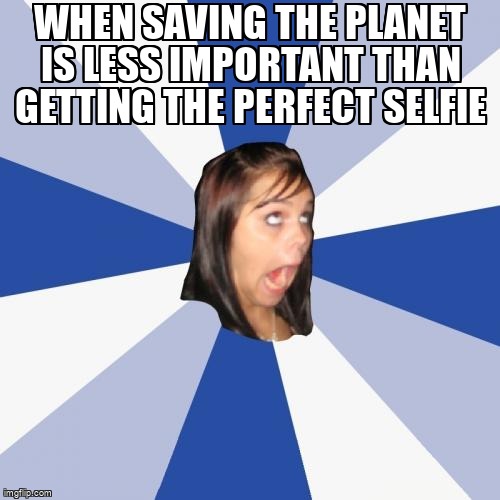 WHEN SAVING THE PLANET
IS LESS IMPORTANT THAN
GETTING THE PERFECT SELFIE
imgflip.com